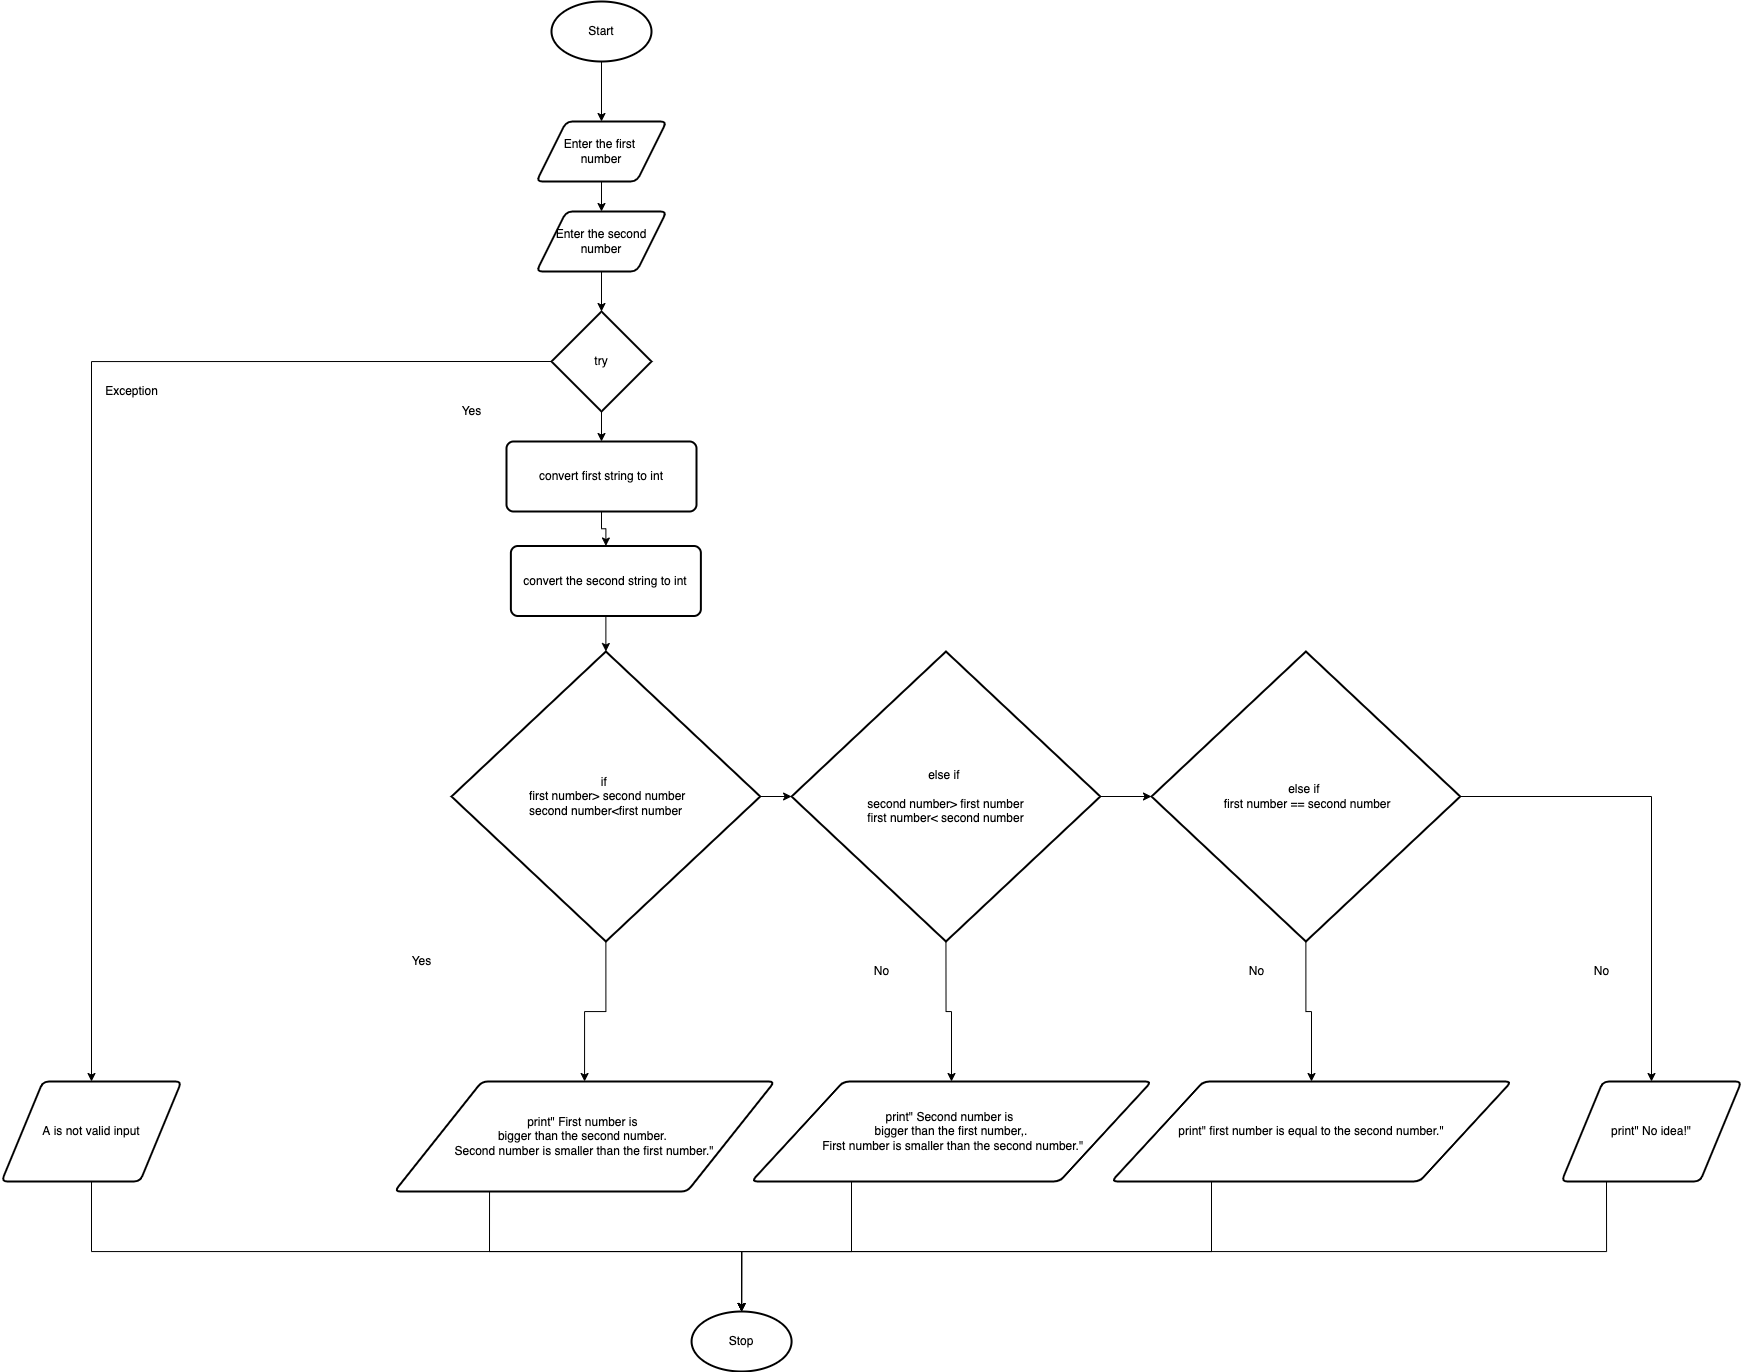 Start
Enter the first
number
Enter the second
number
try
Exception
Yes
convert first string to int
convert the second string to int
if
first number> second number
second number<first number
else if
second number> first number
first number< second number
else if
first number == second number
Yes
No
No
No
A is not valid input
print" First number is
bigger than the second number.
Second number is smaller than the first number."
print" Second number is
bigger than the first number,.
First number is smaller than the second number."
print" first number is equal to the second number."
print" No idea!"
Stop